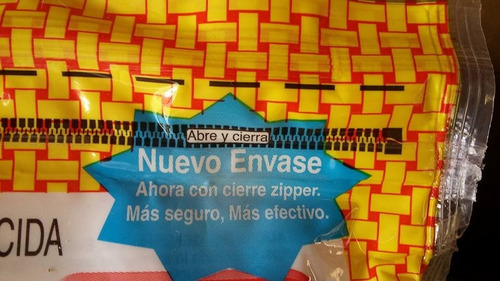 Abre y cierra
Nuevo Envase
Ahora con cierre zipper.
Más seguro, Más efectivo.
CIDA